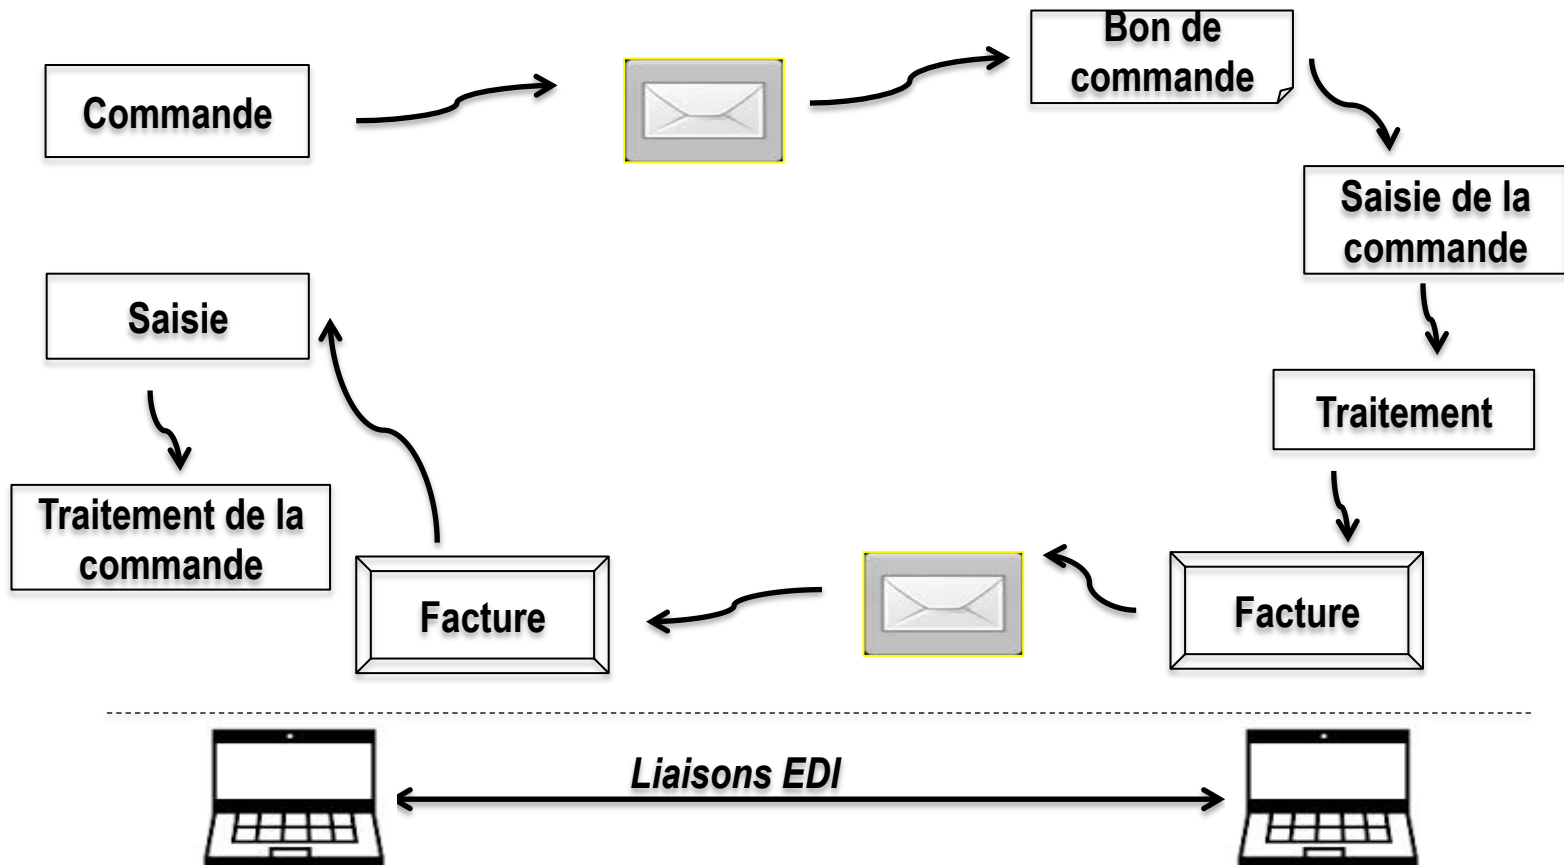 Commande
Bon de
commande
Saisie de la
commande
Saisie
Traitement
Traitement de la
commande
Facture
Facture
Liaisons EDI